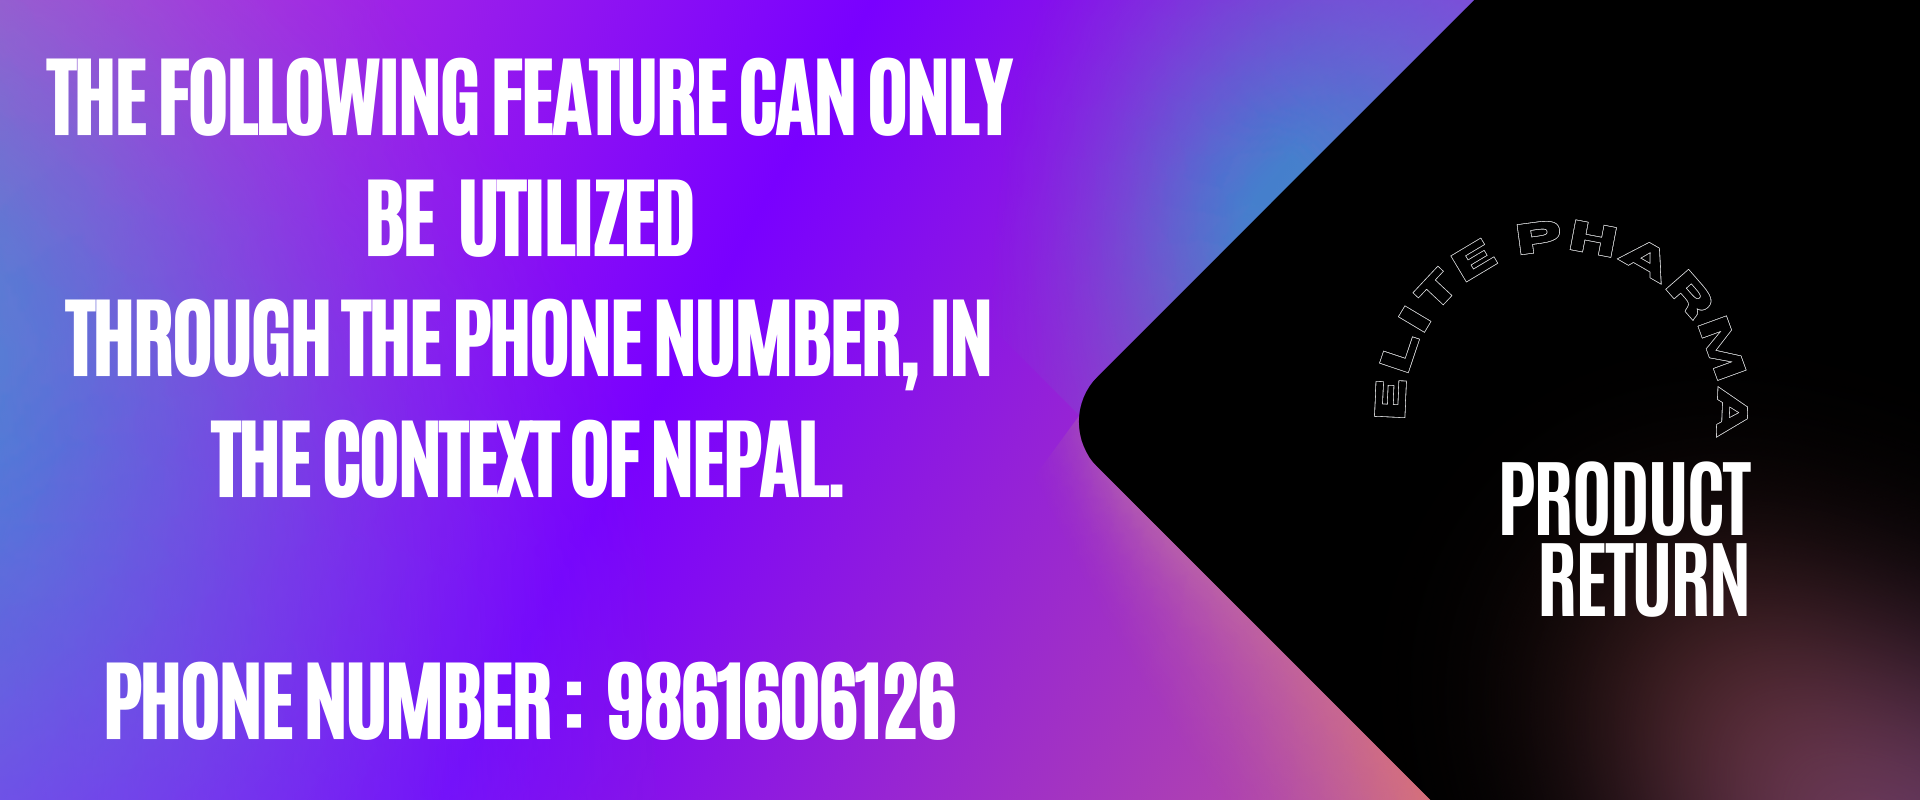 THE FOLLOWING FEATURE CAN ONLY
BE UTILIZED
THROUGH THE PHONE NUMBER, IN
THE CONTEXT OF NEPAL.
PHONE NUMBER : 9861606126
ELITE PHARMA
PRODUCT
RETURN